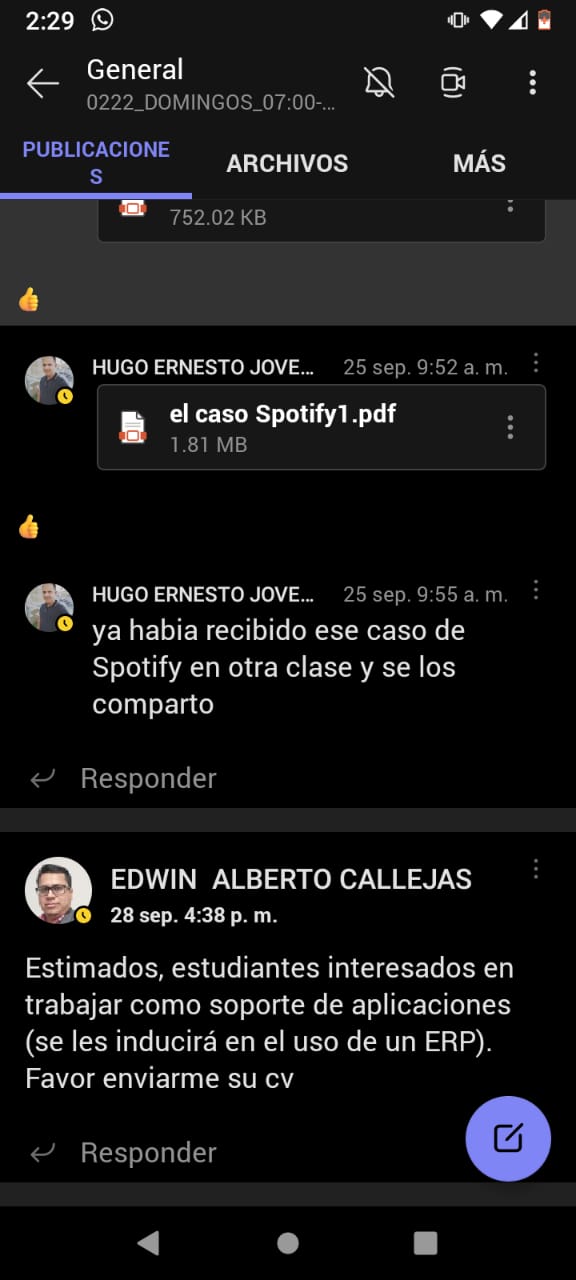 2:29
General
0222_DOMINGOS_07:00-...
PUBLICACIONE
S
ARCHIVOS
MÁS
752.02 KB
HUGO ERNESTO JOVE...
25 sep. 9:52 a. m.
el caso Spotify1.pdf
1.81 MB
HUGO ERNESTO JOVE...
25 sep. 9:55 a. m.
ya habia recibido ese caso de
Spotify en otra clase y se los
comparto
Responder
EDWIN ALBERTO CALLEJAS
28 sep. 4:38 p. m.
Estimados, estudiantes interesados en
trabajar como soporte de aplicaciones
(se les inducirá en el uso de un ERP).
Favor enviarme su cv
Responder